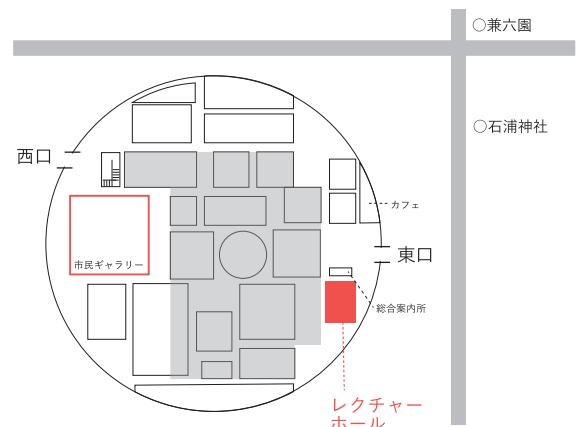 ○兼六園
○石浦神社
西口
カフェ
東口
市民ギャラリー
総合案内所
レクチャー
ホール